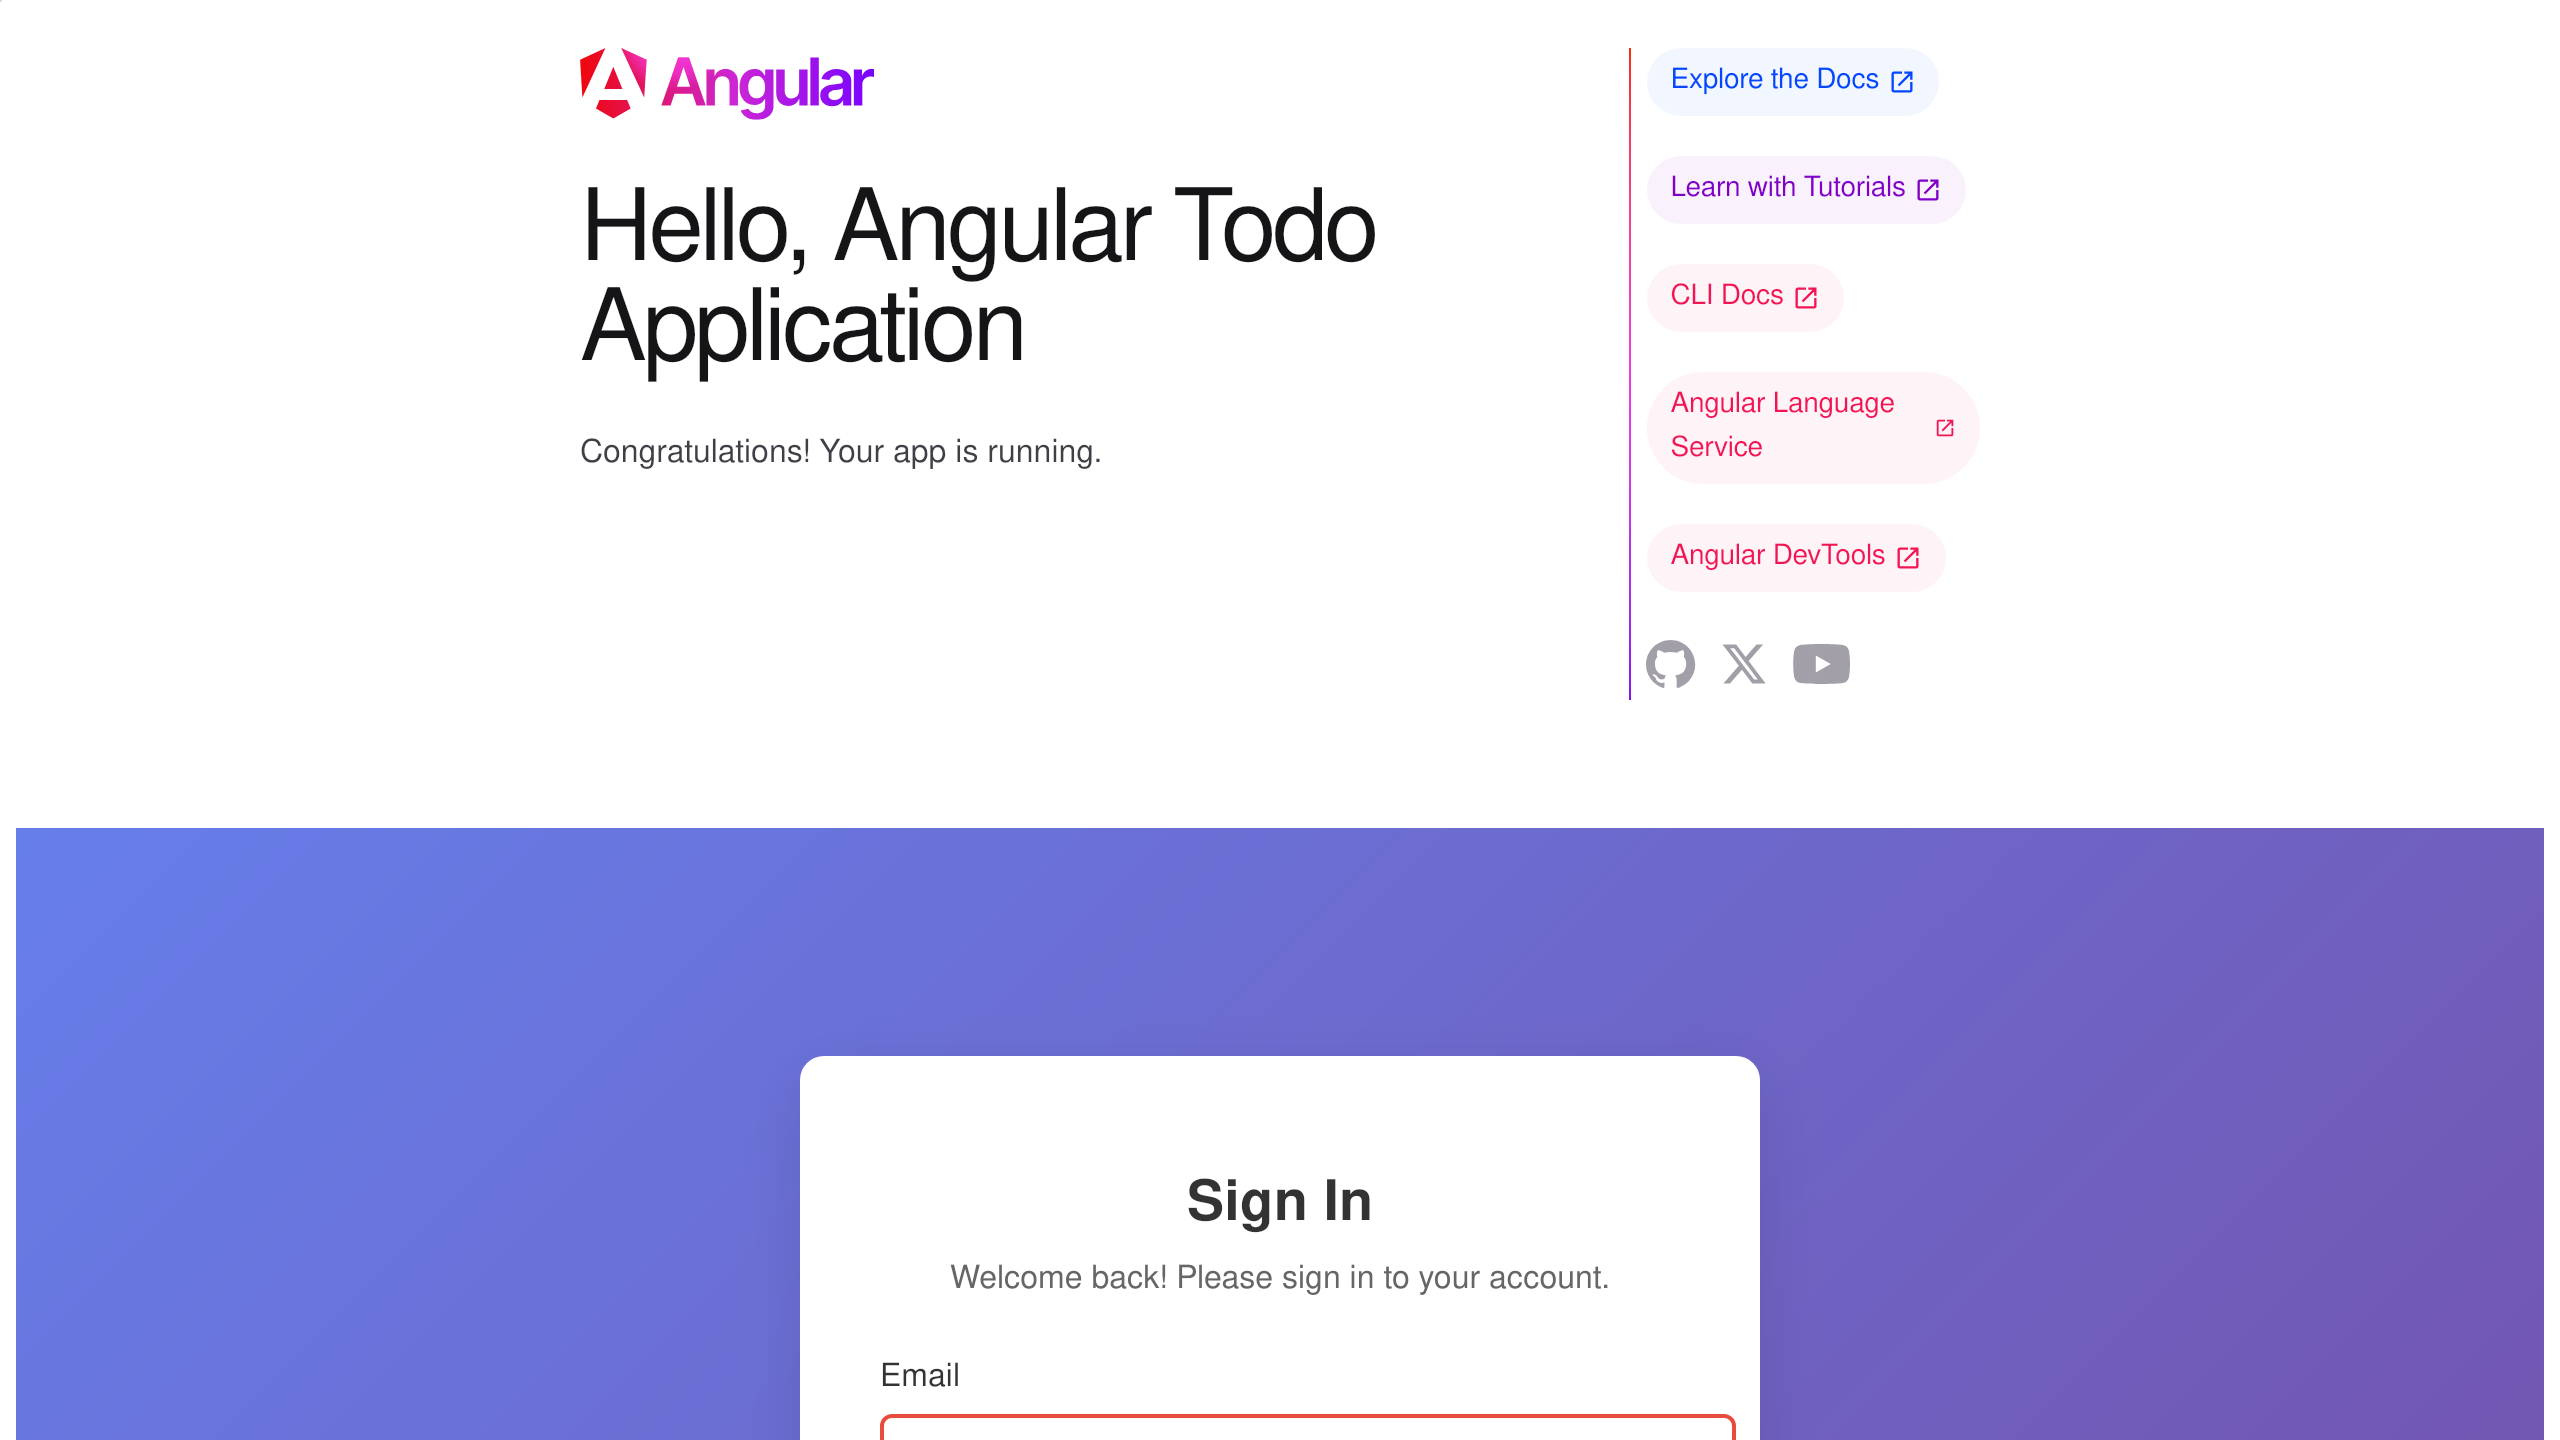 Angular
Hello, Angular Todo
Application
Congratulations! Your app is running.
Explore the Docs
Learn with Tutorials
CLI Docs
Angular Language
Service
Angular DevTools
Sign In
Welcome back! Please sign in to your account.
Email